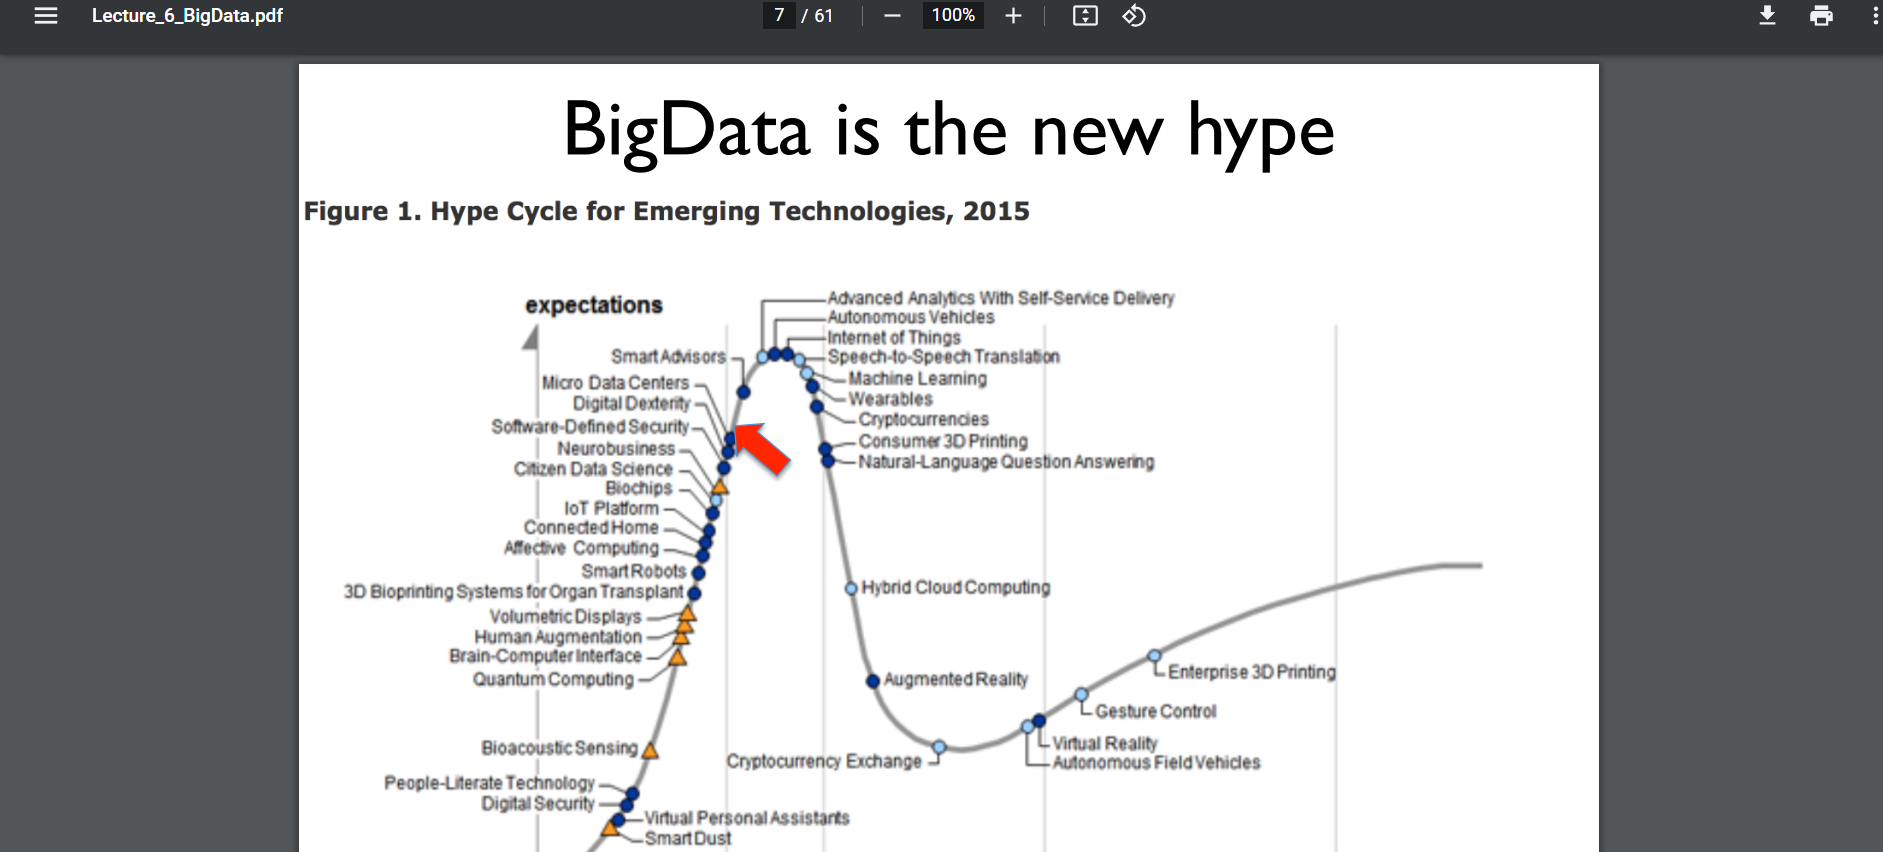 Lecture_6_BigData.pdf
7 / 61
100%
BigData is the new hype
Figure 1. Hype Cycle for Emerging Technologies, 2015
expectations
Advanced Analytics With Self-Service Delivery
Autonomous Vehicles
Internet of Things
Speech-to-Speech Translation
Smart Advisors
Machine Learning
Micro Data Centers
Wearables
Digital Dexterity
Cryptocurrencies
Software-Defined Security
Consumer 3D Printing
Neurobusiness
Natural-Language Question Answering
Citizen Data Science
Biochips
IoT Platform
Connected Home
Affective Computing
Smart Robots
Hybrid Cloud Computing
3D Bioprinting Systems for Organ Transplant
Volumetric Displays
Human Augmentation
Brain-Computer Interface
Enterprise 3D Printing
Quantum Computing
Augmented Reality
Gesture Control
Bioacoustic Sensing
Virtual Reality
Cryptocurrency Exchange
Autonomous Field Vehicles
People-Literate Technology
Digital Security
Virtual Personal Assistants
Smart Dust